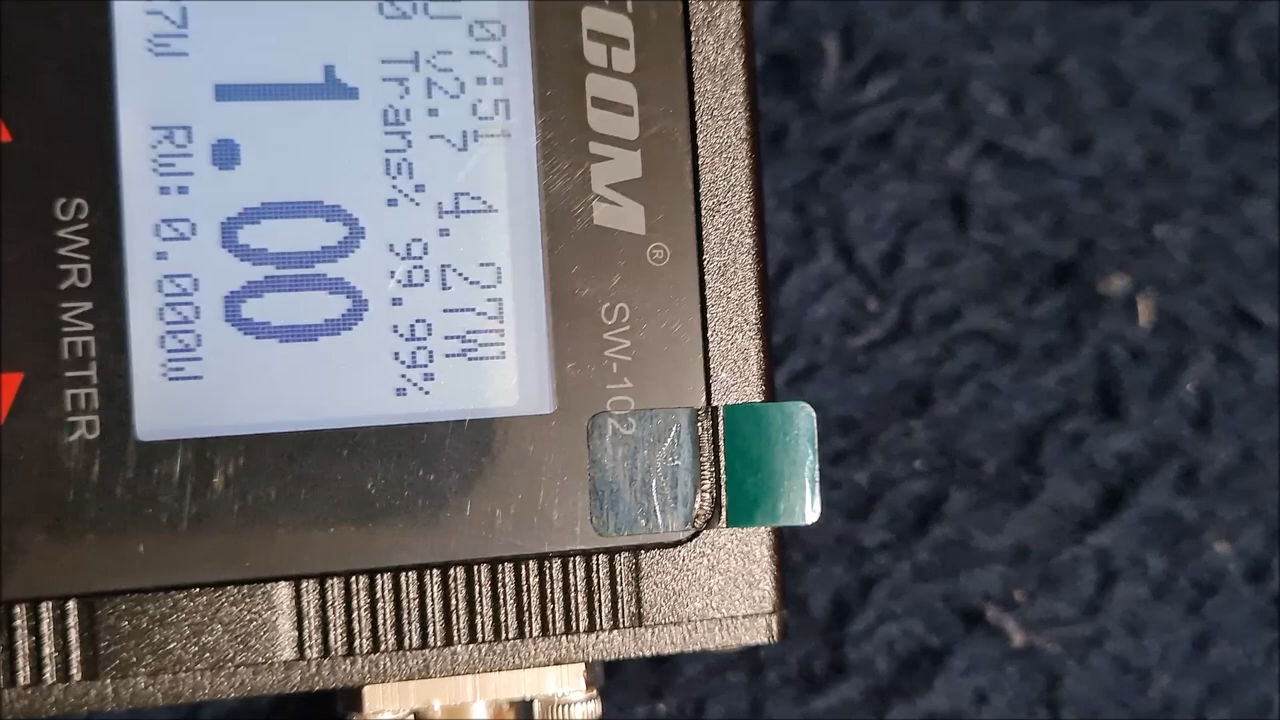 COM®
SW-102
07:51
V2.7 4.27W
Trans% 99.99%
1.00
7W RW: 0.000W
SWR METER